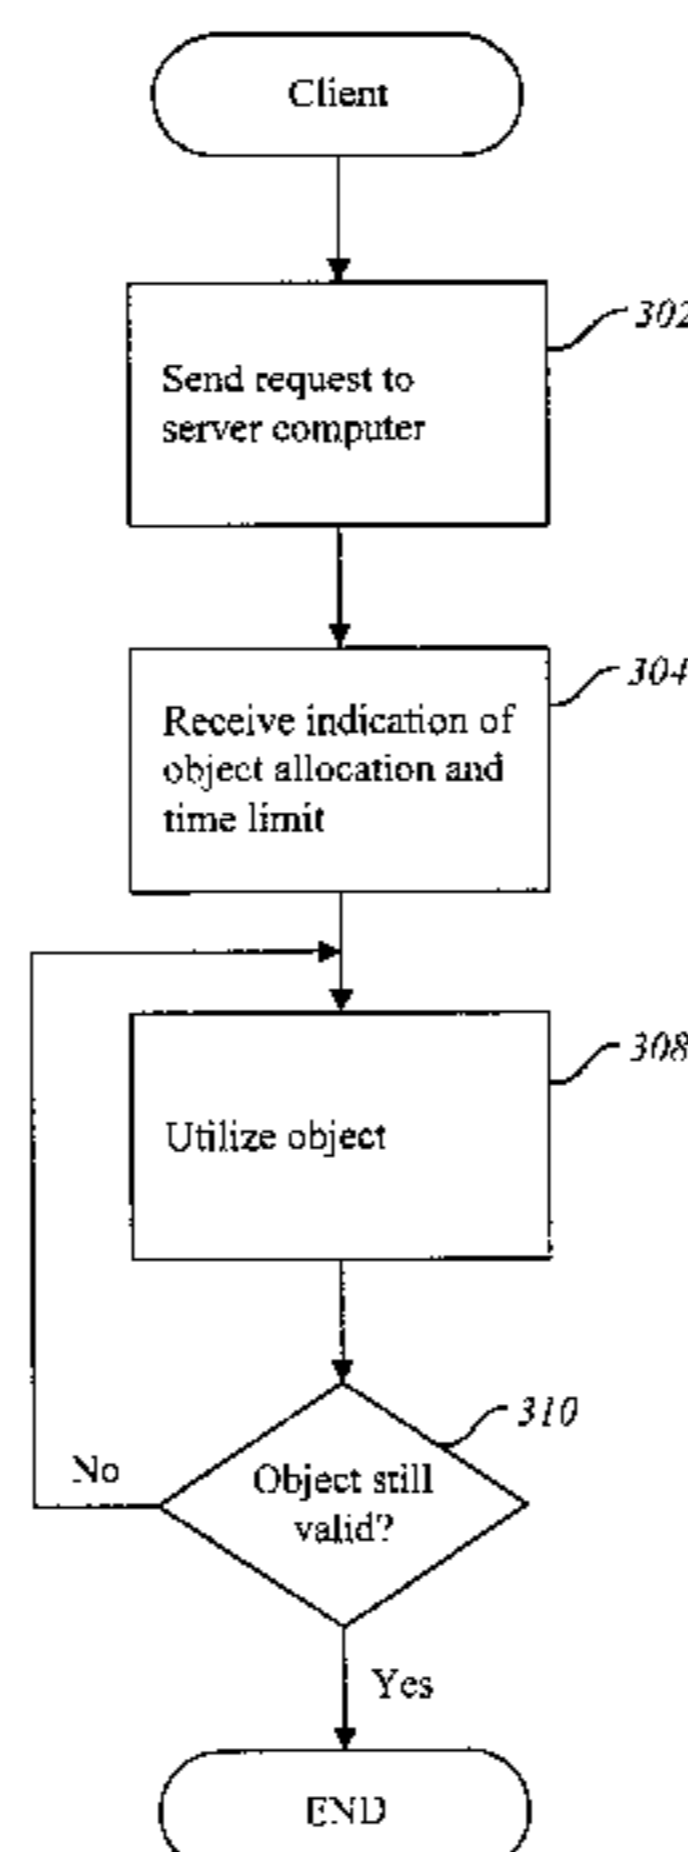 Client
302
Send request to
server computer
304
Receive indication of
object allocation and
time limit
308
Utilize object
310
No
Object still
valid?
Yes
END